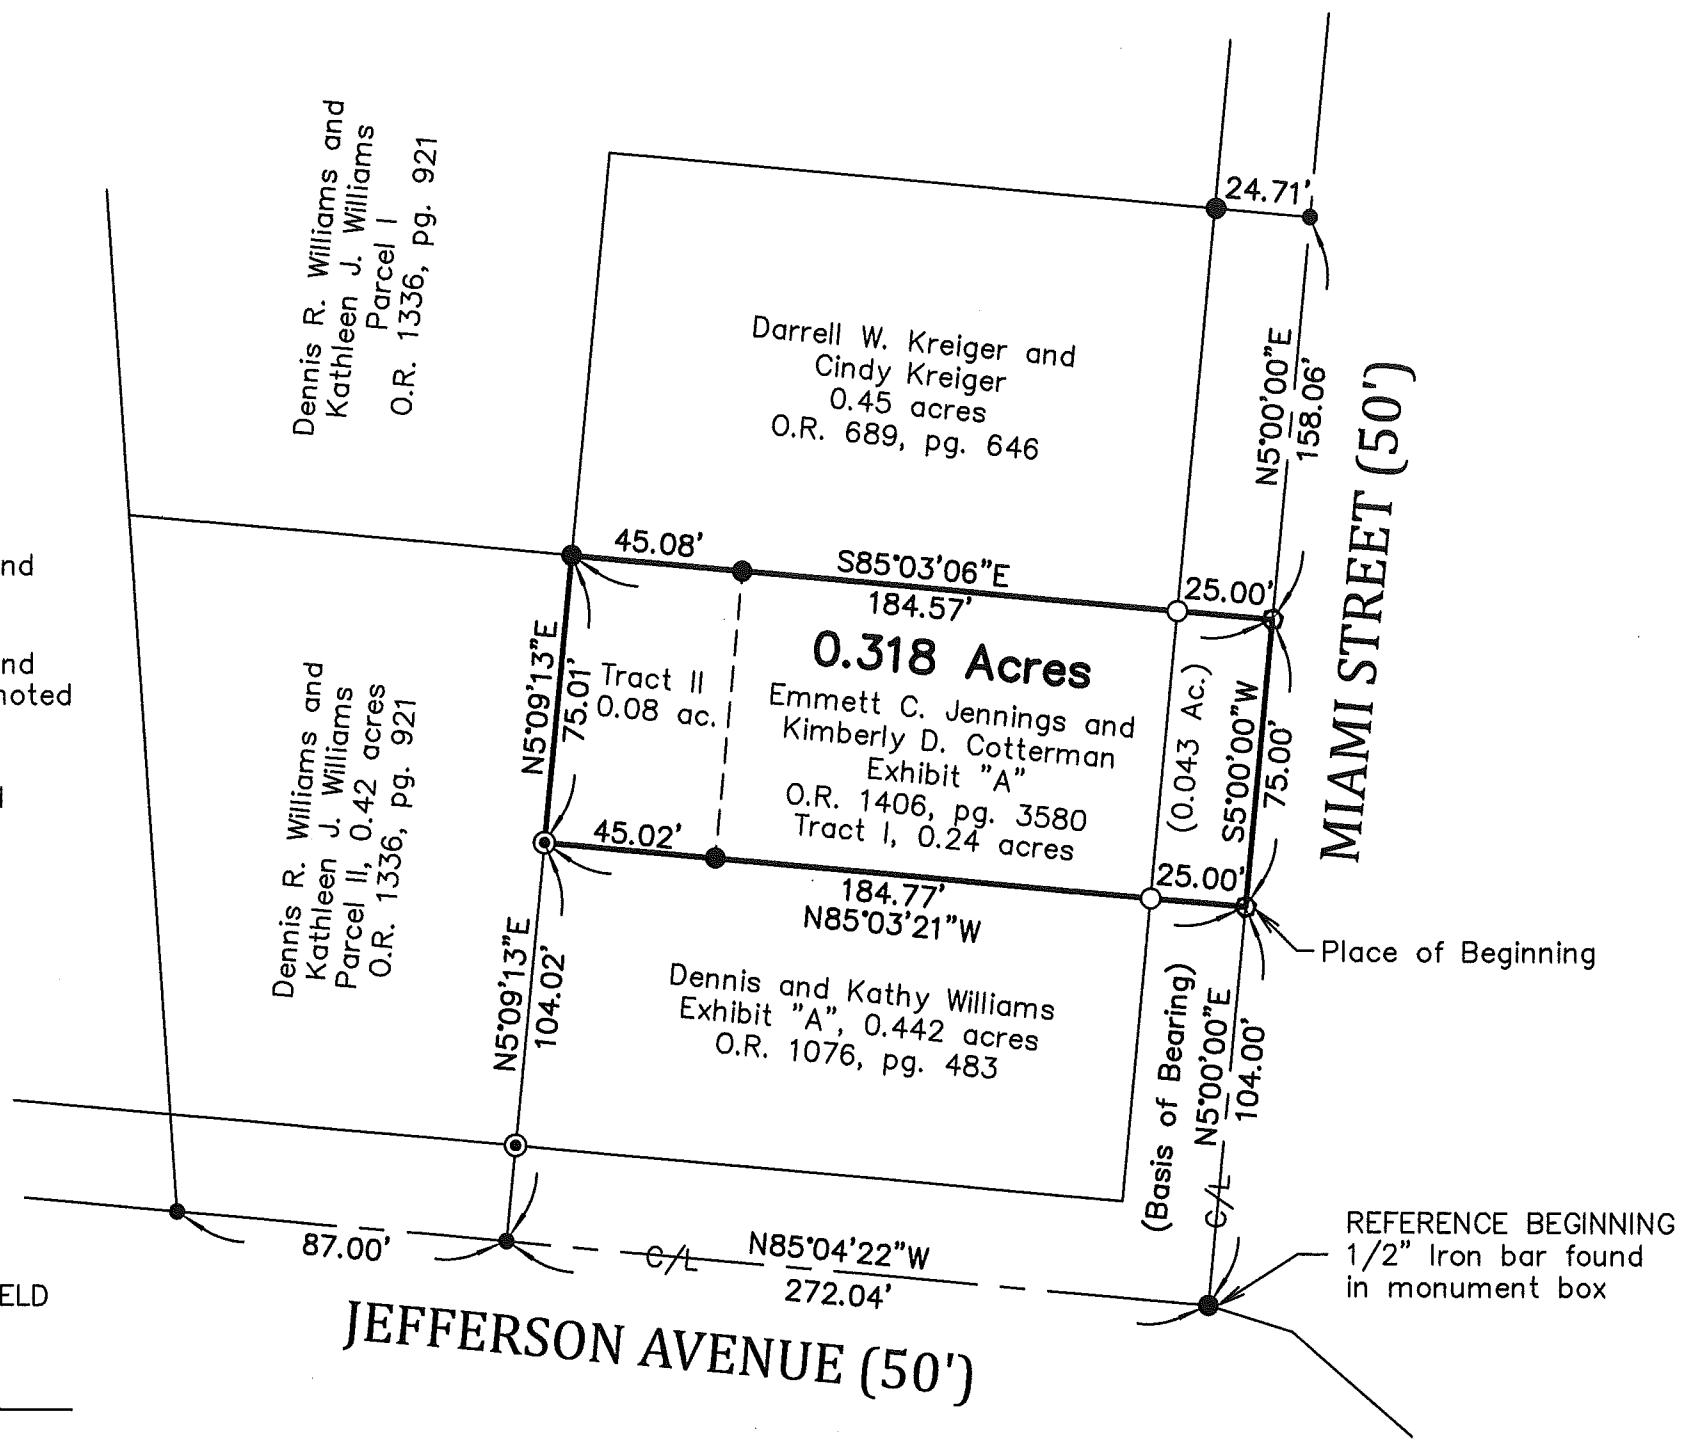 Dennis R. Williams and
Kathleen J. Williams
Parcel I
O.R. 1336, pg. 921
24.71'
Darrell W. Kreiger and
Cindy Kreiger
0.45 acres
O.R. 689, pg. 646
N5°00'00"E
158.06'
MIAMI STREET (50')
45.08'
S85°03'06"E
184.57'
25.00'
nd
nd
noted
N5°09'13"E
75.01'
Tract II
0.08 ac.
0.318 Acres
Emmett C. Jennings and
Kimberly D. Cotterman
Exhibit "A"
O.R. 1406, pg. 3580
Tract I, 0.24 acres
(0.043 Ac.)
S5°00'00"W
75.00'
Dennis R. Williams and
Kathleen J. Williams
Parcel II, 0.42 acres
O.R. 1336, pg. 921
45.02'
184.77'
N85°03'21"W
25.00'
Place of Beginning
N5°09'13"E
104.02'
Dennis and Kathy Williams
Exhibit "A", 0.442 acres
O.R. 1076, pg. 483
(Basis of Bearing)
N5°00'00"E
104.00'
C/L
REFERENCE BEGINNING
1/2" Iron bar found
in monument box
87.00'
C/L
N85°04'22"W
272.04'
ELD
JEFFERSON AVENUE (50')